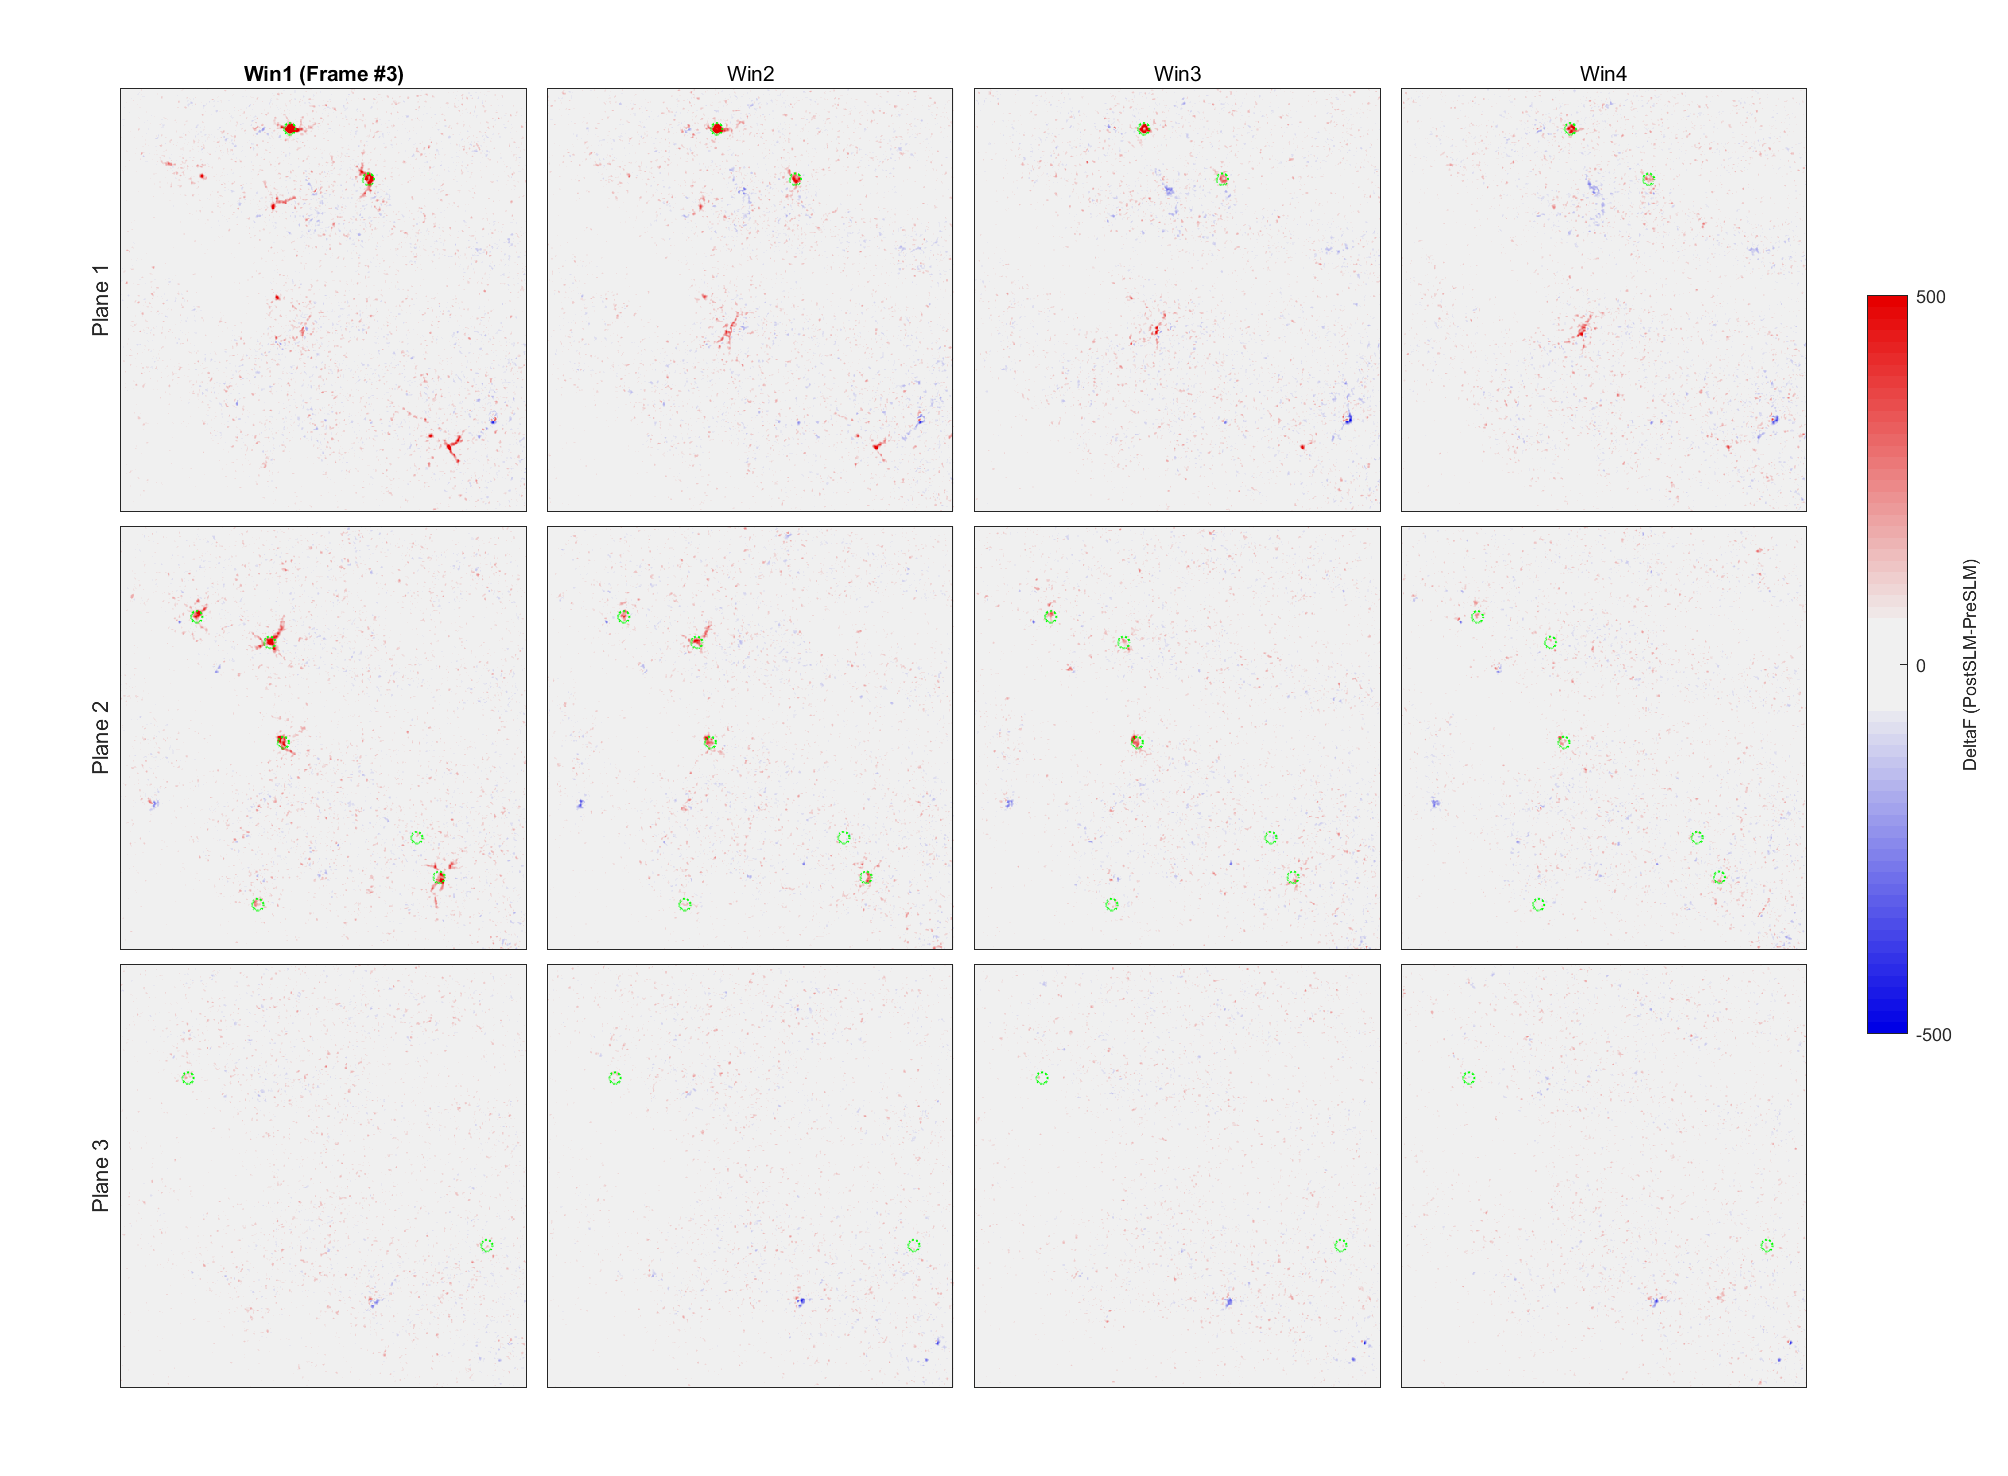 Win1 (Frame #3)
Win2
Win3
Win4
Plane 1
Plane 2
Plane 3
500
0
-500
DeltaF (PostSLM-PreSLM)